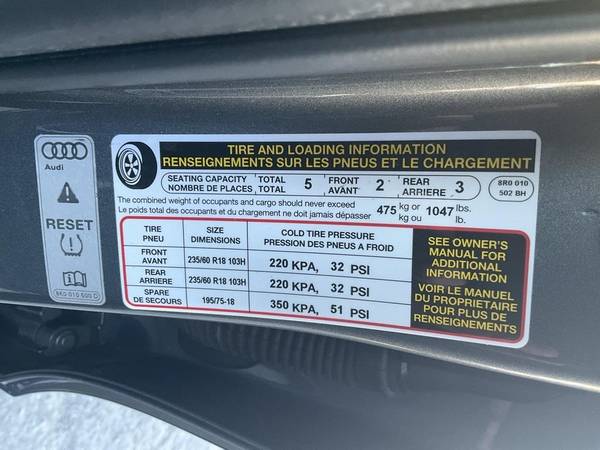 Audi
RESET
8K0 010 600 C
TIRE AND LOADING INFORMATION
RENSEIGNEMENTS SUR LES PNEUS ET LE CHARGEMENT
SEATING CAPACITY TOTAL 5 FRONT 2 REAR 3
NOMBRE DE PLACES TOTAL AVANT ARRIERE
8R0 010
502 BH
The combined weight of occupants and cargo should never exceed 475 kg or 1047 lbs.
Le poids total des occupants et du chargement ne doit jamais dépasser kg ou lb.
TIRE SIZE COLD TIRE PRESSURE
PNEU DIMENSIONS PRESSION DES PNEUS A FROID
FRONT
AVANT 235/60 R18 103H 220 KPA, 32 PSI
REAR
ARRIERE 235/60 R18 103H 220 KPA, 32 PSI
SPARE
DE SECOURS 195/75-18 350 KPA, 51 PSI
SEE OWNER'S
MANUAL FOR
ADDITIONAL
INFORMATION
VOIR LE MANUEL
DU PROPRIETAIRE
POUR PLUS DE
RENSEIGNEMENTS